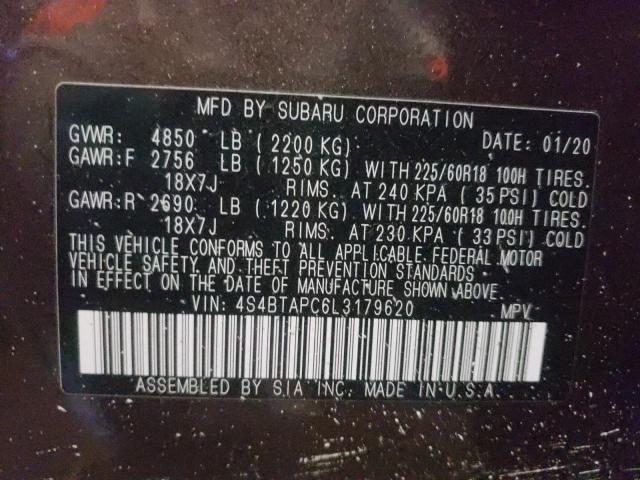 MFD BY SUBARU CORPORATION
GVWR: 4850 LB (2200 KG) DATE: 01/20
GAWR:F 2756 LB (1250 KG) WITH 225/60R18 100H TIRES.
18X7J RIMS. AT 240 KPA (35 PSI) COLD
GAWR:R 2690 LB (1220 KG) WITH 225/60R18 100H TIRES.
18X7J RIMS. AT 230 KPA (33 PSI) COLD
THIS VEHICLE CONFORMS TO ALL APPLICABLE FEDERAL MOTOR
VEHICLE SAFETY AND THEFT PREVENTION STANDARDS
IN EFFECT ON THE DATE OF MANUFACTURE SHOWN ABOVE.
VIN: 4S4BTAPC6L3179620 MPV
ASSEMBLED BY SIA INC. MADE IN U.S.A.